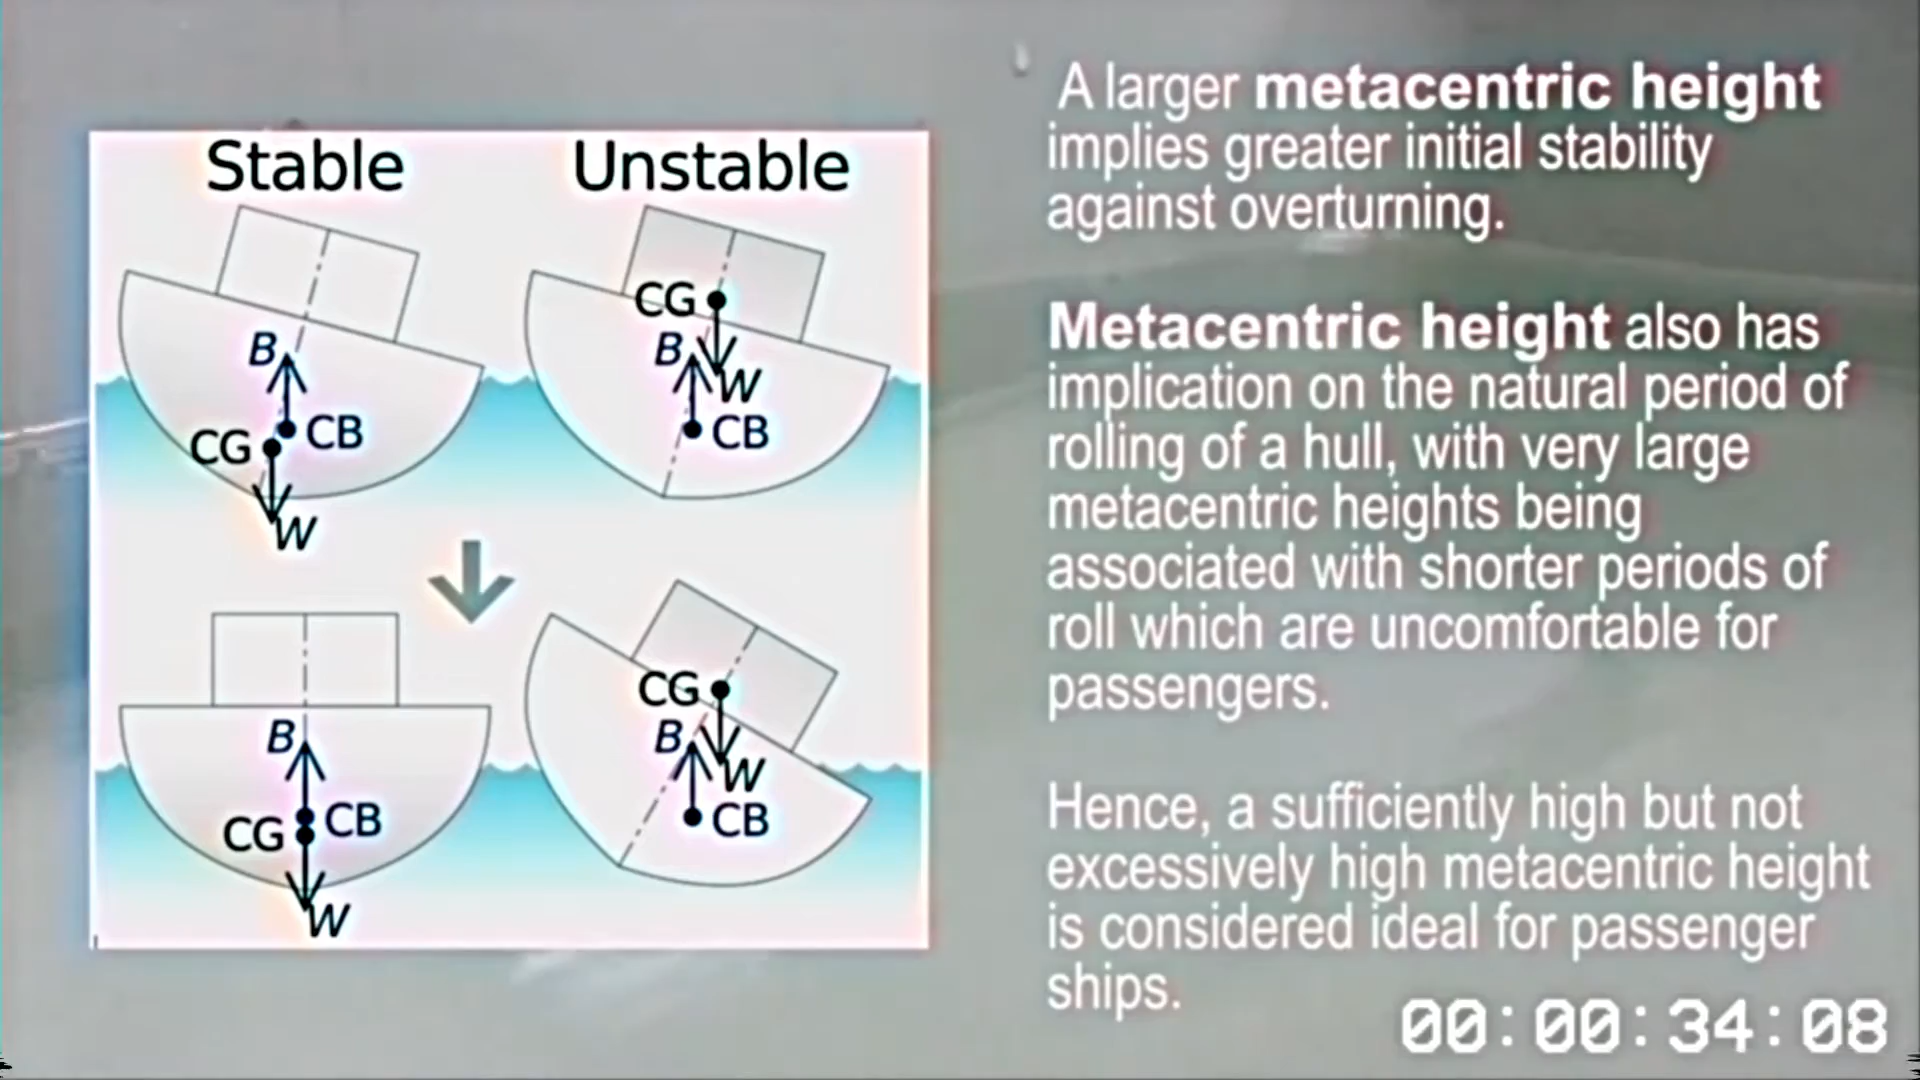 Stable
Unstable
CG
B
B
W
CG
CB
CB
W
CG
B
B
W
CG
CB
CB
W
A larger metacentric height
implies greater initial stability
against overturning.
Metacentric height also has
implication on the natural period of
rolling of a hull, with very large
metacentric heights being
associated with shorter periods of
roll which are uncomfortable for
passengers.
Hence, a sufficiently high but not
excessively high metacentric height
is considered ideal for passenger
ships.
00:00:34:08